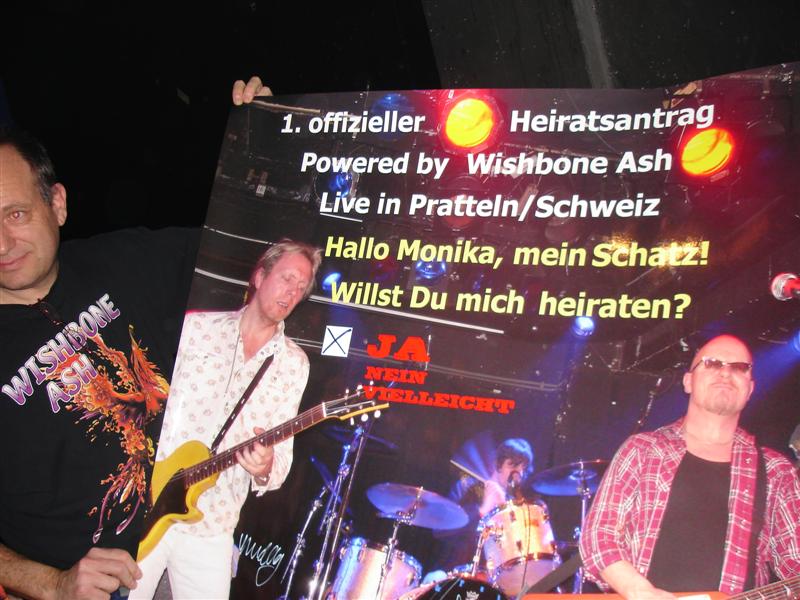 1. offizieller Heiratsantrag
Powered by Wishbone Ash
Live in Pratteln/Schweiz
Hallo Monika, mein Schatz!
Willst Du mich heiraten?
JA
NEIN
VIELLEICHT
WISHBONE
ASH